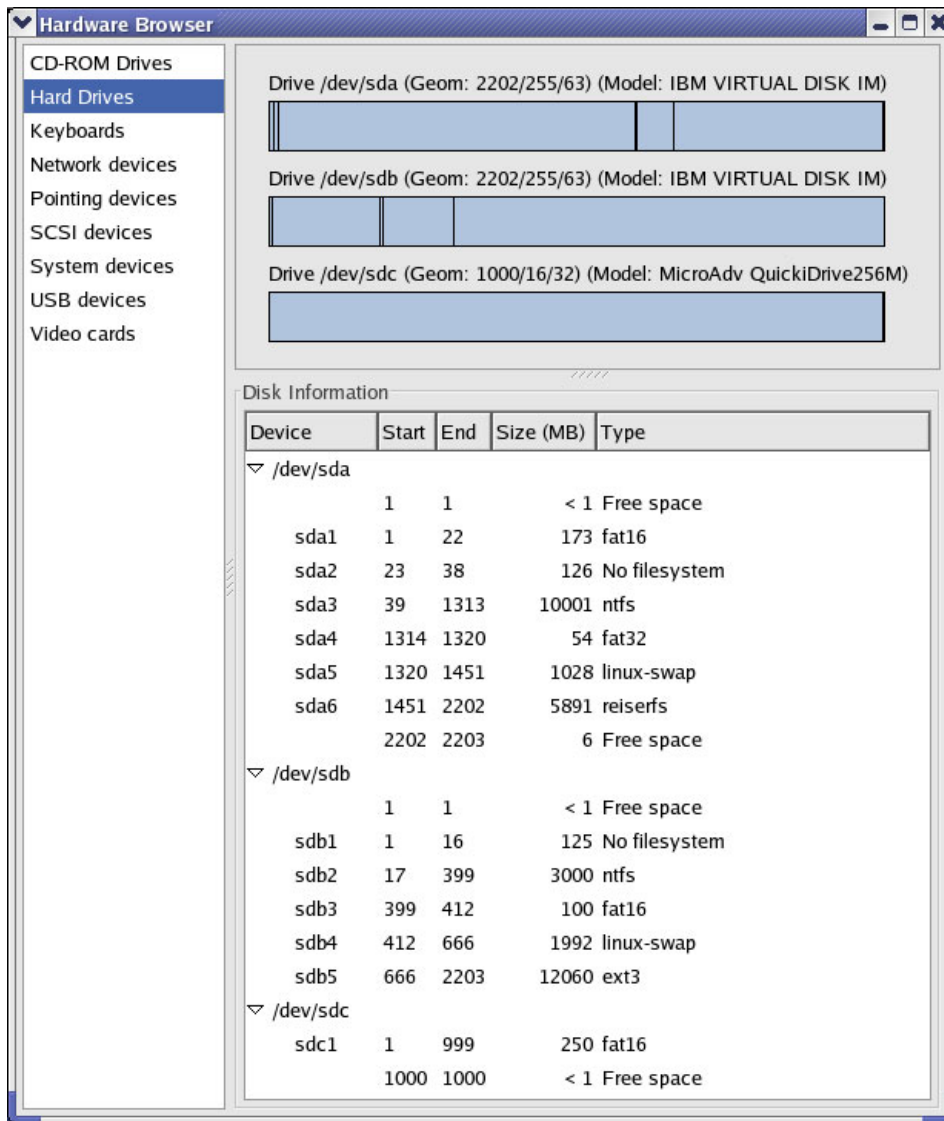 Hardware Browser
CD-ROM Drives
Hard Drives
Keyboards
Network devices
Pointing devices
SCSI devices
System devices
USB devices
Video cards
Drive /dev/sda (Geom: 2202/255/63) (Model: IBM VIRTUAL DISK IM)
Drive /dev/sdb (Geom: 2202/255/63) (Model: IBM VIRTUAL DISK IM)
Drive /dev/sdc (Geom: 1000/16/32) (Model: MicroAdv QuickiDrive256M)
Disk Information
Device Start End Size (MB) Type
/dev/sda
1 1 < 1 Free space
sda1 1 22 173 fat16
sda2 23 38 126 No filesystem
sda3 39 1313 10001 ntfs
sda4 1314 1320 54 fat32
sda5 1320 1451 1028 linux-swap
sda6 1451 2202 5891 reiserfs
2202 2203 6 Free space
/dev/sdb
1 1 < 1 Free space
sdb1 1 16 125 No filesystem
sdb2 17 399 3000 ntfs
sdb3 399 412 100 fat16
sdb4 412 666 1992 linux-swap
sdb5 666 2203 12060 ext3
/dev/sdc
sdc1 1 999 250 fat16
1000 1000 < 1 Free space